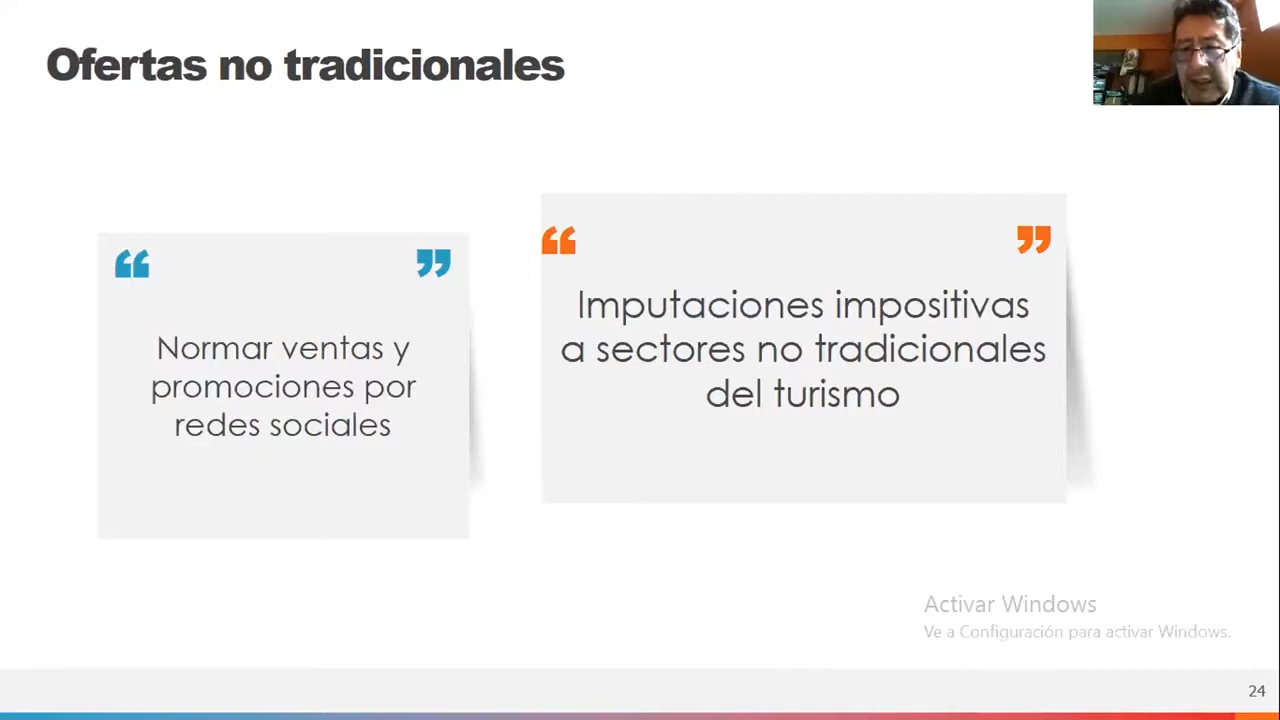 Ofertas no tradicionales
“ ”
Normar ventas y
promociones por
redes sociales
“ ”
Imputaciones impositivas
a sectores no tradicionales
del turismo
Activar Windows
Ve a Configuración para activar Windows.
24